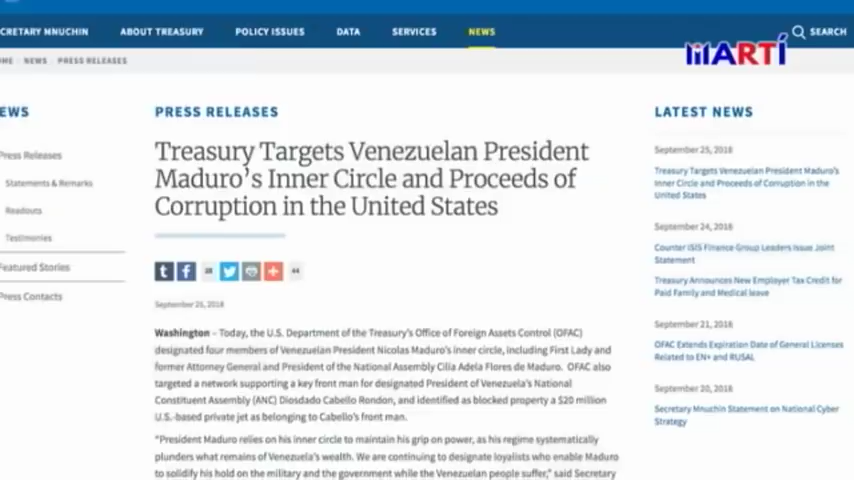 CRETARY MNUCHIN ABOUT TREASURY POLICY ISSUES DATA SERVICES NEWS SEARCH
MARTÍ
ME NEWS PRESS RELEASES
EWS
Press Releases
Statements & Remarks
Readouts
Testimonies
Featured Stories
Press Contacts
PRESS RELEASES
Treasury Targets Venezuelan President
Maduro's Inner Circle and Proceeds of
Corruption in the United States
September 25, 2018
Washington – Today, the U.S. Department of the Treasury's Office of Foreign Assets Control (OFAC)
designated four members of Venezuelan President Nicolas Maduro's inner circle, including First Lady and
former Attorney General and President of the National Assembly Cilia Adela Flores de Maduro. OFAC also
targeted a network supporting a key front man for designated President of Venezuela's National
Constituent Assembly (ANC) Diosdado Cabello Rondon, and identified as blocked property a $20 million
U.S.-based private jet as belonging to Cabello's front man.
"President Maduro relies on his inner circle to maintain his grip on power, as his regime systematically
plunders what remains of Venezuela's wealth. We are continuing to designate loyalists who enable Maduro
to solidify his hold on the military and the government while the Venezuelan people suffer," said Secretary
LATEST NEWS
September 25, 2018
Treasury Targets Venezuelan President Maduro's
Inner Circle and Proceeds of Corruption in the
United States
September 24, 2018
Counter ISIS Finance Group Leaders Issue Joint
Statement
Treasury Announces New Employer Tax Credit for
Paid Family and Medical leave
September 21, 2018
OFAC Extends Expiration Date of General Licenses
Related to EN+ and RUSAL
September 20, 2018
Secretary Mnuchin Statement on National Cyber
Strategy